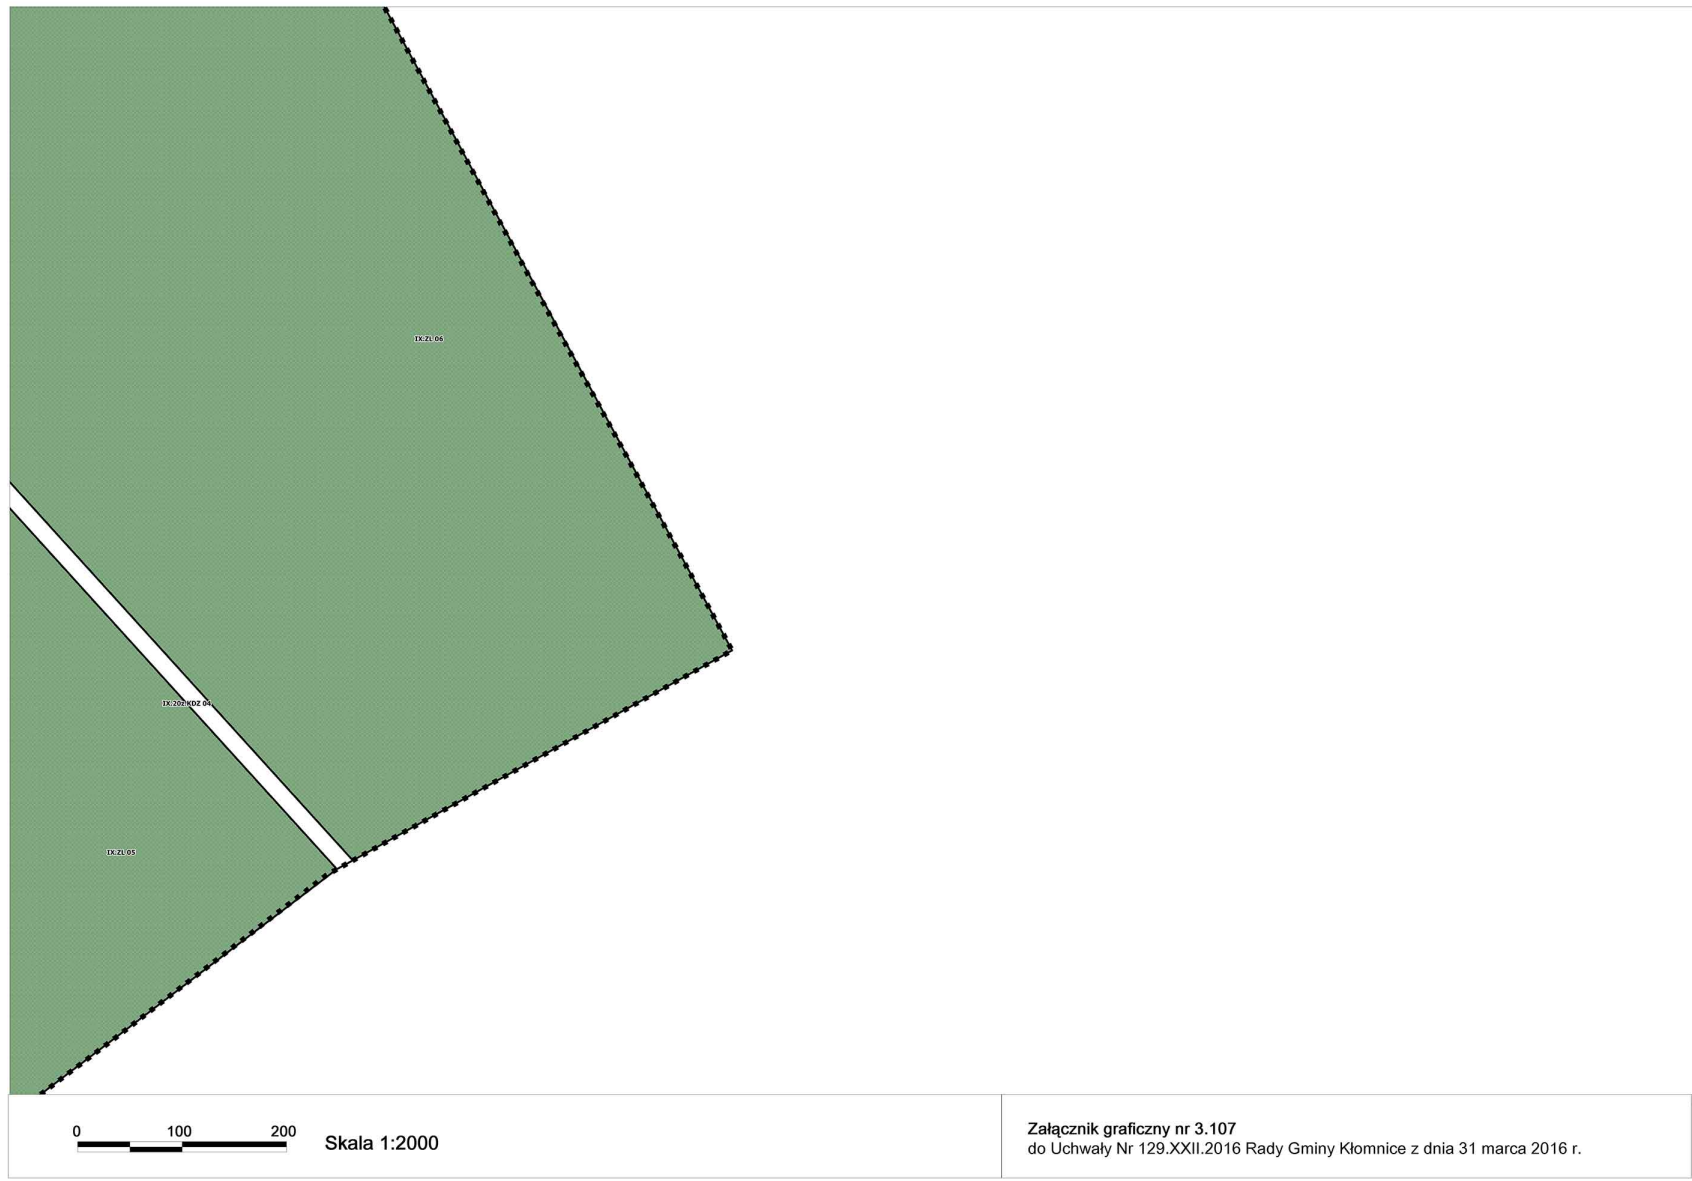 IX.ZL 06
IX.20z.KDZ 04
IX.ZL 05
0 100 200
Skala 1:2000
Załącznik graficzny nr 3.107
do Uchwały Nr 129.XXII.2016 Rady Gminy Kłomnice z dnia 31 marca 2016 r.